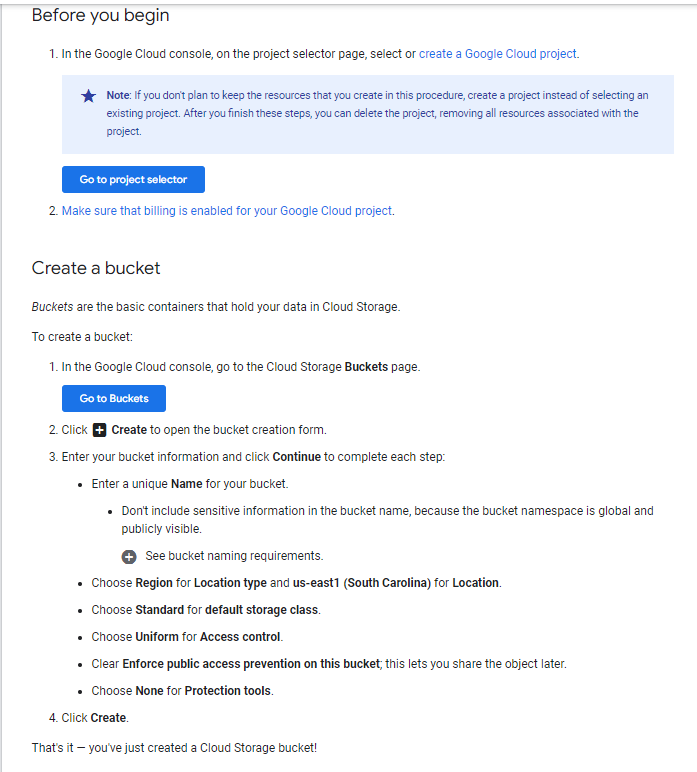 Before you begin
1. In the Google Cloud console, on the project selector page, select or create a Google Cloud project.
Note: If you don't plan to keep the resources that you create in this procedure, create a project instead of selecting an
existing project. After you finish these steps, you can delete the project, removing all resources associated with the
project.
Go to project selector
2. Make sure that billing is enabled for your Google Cloud project.
Create a bucket
Buckets are the basic containers that hold your data in Cloud Storage.
To create a bucket:
1. In the Google Cloud console, go to the Cloud Storage Buckets page.
Go to Buckets
2. Click Create to open the bucket creation form.
3. Enter your bucket information and click Continue to complete each step:
• Enter a unique Name for your bucket.
• Don't include sensitive information in the bucket name, because the bucket namespace is global and
publicly visible.
See bucket naming requirements.
• Choose Region for Location type and us-east1 (South Carolina) for Location.
• Choose Standard for default storage class.
• Choose Uniform for Access control.
• Clear Enforce public access prevention on this bucket; this lets you share the object later.
• Choose None for Protection tools.
4. Click Create.
That's it — you've just created a Cloud Storage bucket!